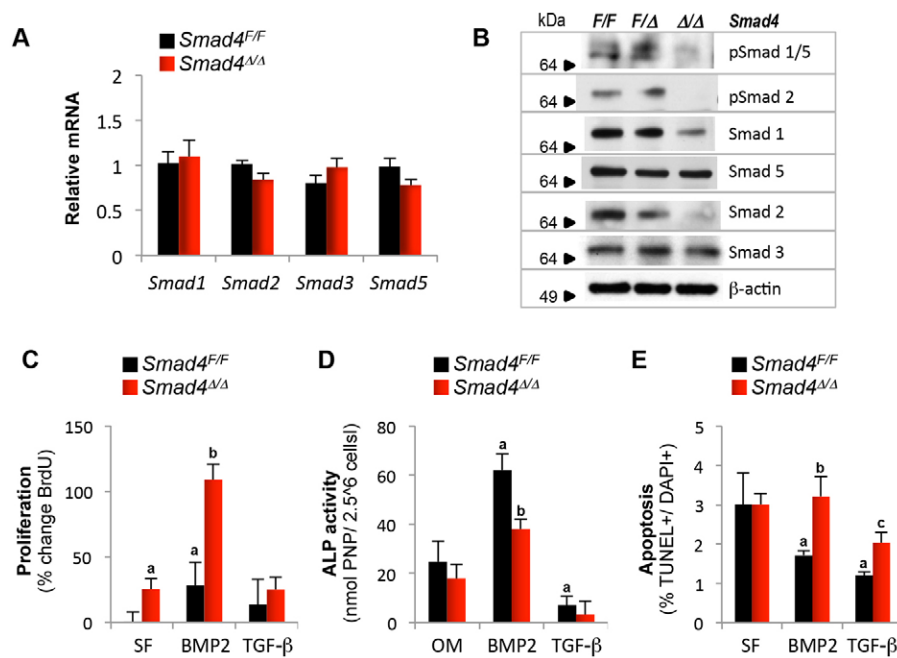 A
Smad4F/F
Smad4Δ/Δ
Relative mRNA
2
1.5
1
0.5
0
Smad1 Smad2 Smad3 Smad5
B
kDa F/F F/Δ Δ/Δ Smad4
64 pSmad 1/5
64 pSmad 2
64 Smad 1
64 Smad 5
64 Smad 2
64 Smad 3
49 β-actin
C
Smad4F/F
Smad4Δ/Δ
Proliferation
(% change BrdU)
150
100
50
0
a a b
SF BMP2 TGF-β
D
Smad4F/F
Smad4Δ/Δ
ALP activity
(nmol PNP/ 2.5^6 cellsl)
80
60
40
20
0
a b a
OM BMP2 TGF-β
E
Smad4F/F
Smad4Δ/Δ
Apoptosis
(% TUNEL+/ DAPI+)
5
4
3
2
1
0
a b a c
SF BMP2 TGF-β